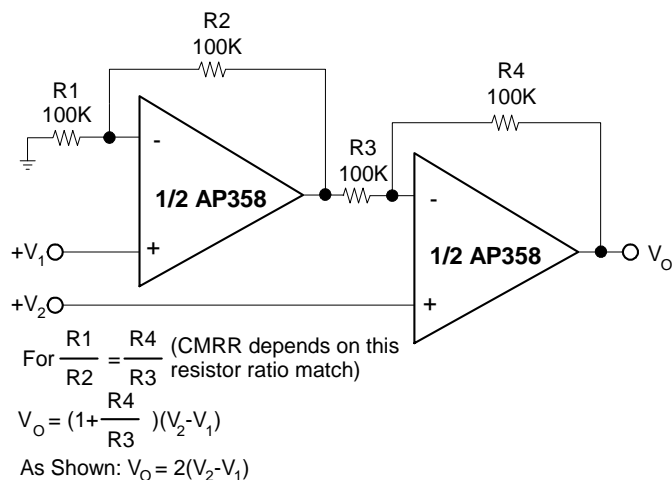 R2
100K
R1
100K
R4
100K
R3
100K
-
+
1/2 AP358
-
+
1/2 AP358
+V1
+V2
VO
For R1/R2 = R4/R3 (CMRR depends on this
resistor ratio match)
VO = (1+ R4/R3 )(V2-V1)
As Shown: VO = 2(V2-V1)